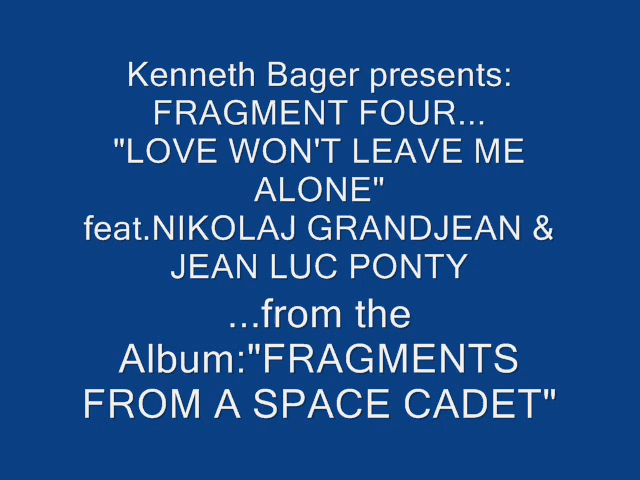 Kenneth Bager presents:
FRAGMENT FOUR...
"LOVE WON'T LEAVE ME
ALONE"
feat.NIKOLAJ GRANDJEAN &
JEAN LUC PONTY
...from the
Album:"FRAGMENTS
FROM A SPACE CADET"